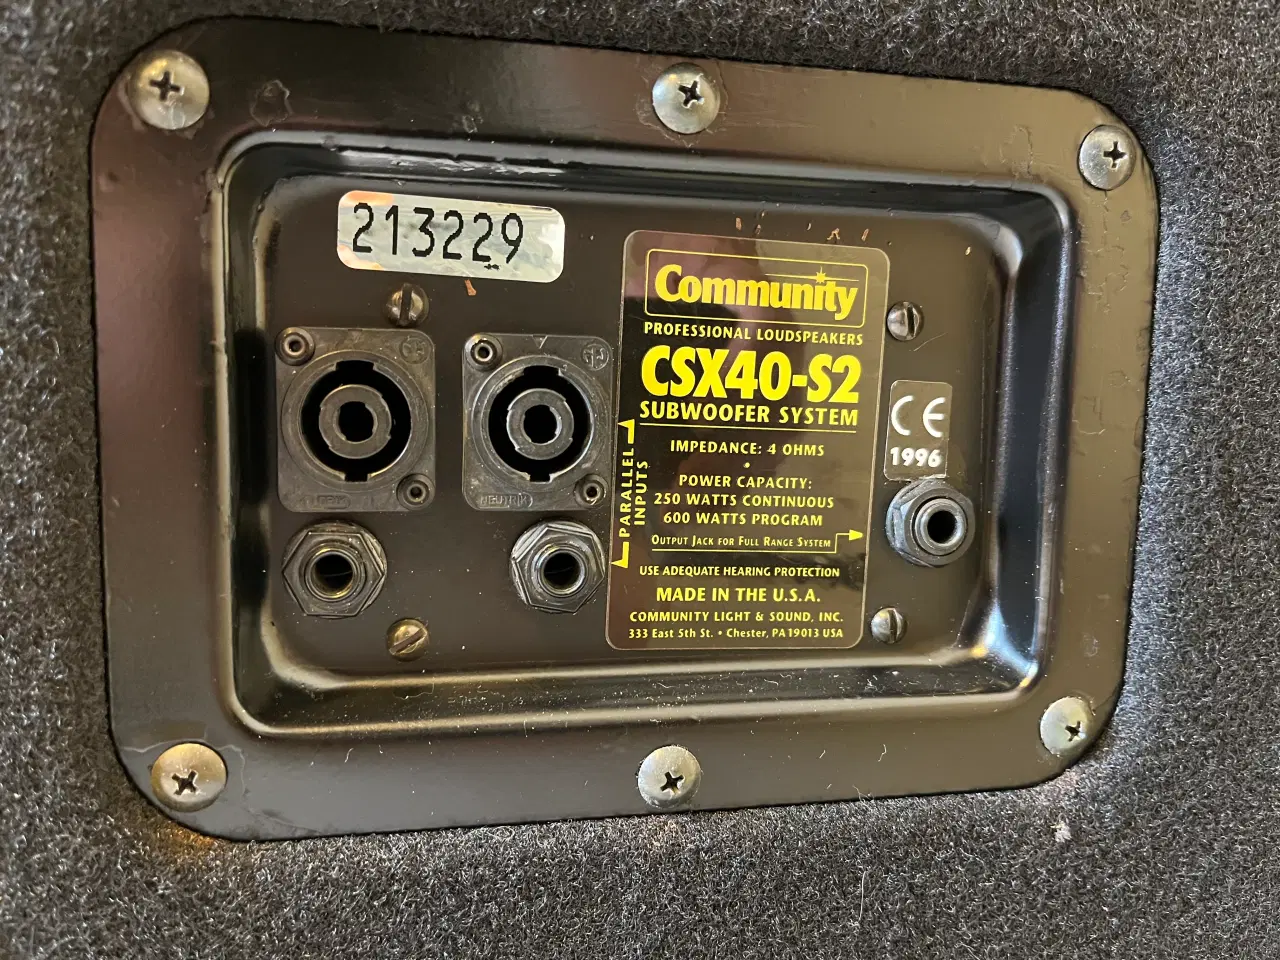 213229
Community
PROFESSIONAL LOUDSPEAKERS
CSX40-S2
SUBWOOFER SYSTEM
IMPEDANCE: 4 OHMS
•
POWER CAPACITY:
250 WATTS CONTINUOUS
600 WATTS PROGRAM
OUTPUT JACK FOR FULL RANGE SYSTEM
USE ADEQUATE HEARING PROTECTION
MADE IN THE U.S.A.
COMMUNITY LIGHT & SOUND, INC.
333 East 5th St. • Chester, PA 19013 USA
PARALLEL
INPUTS
CE
1996
NEUTRIK